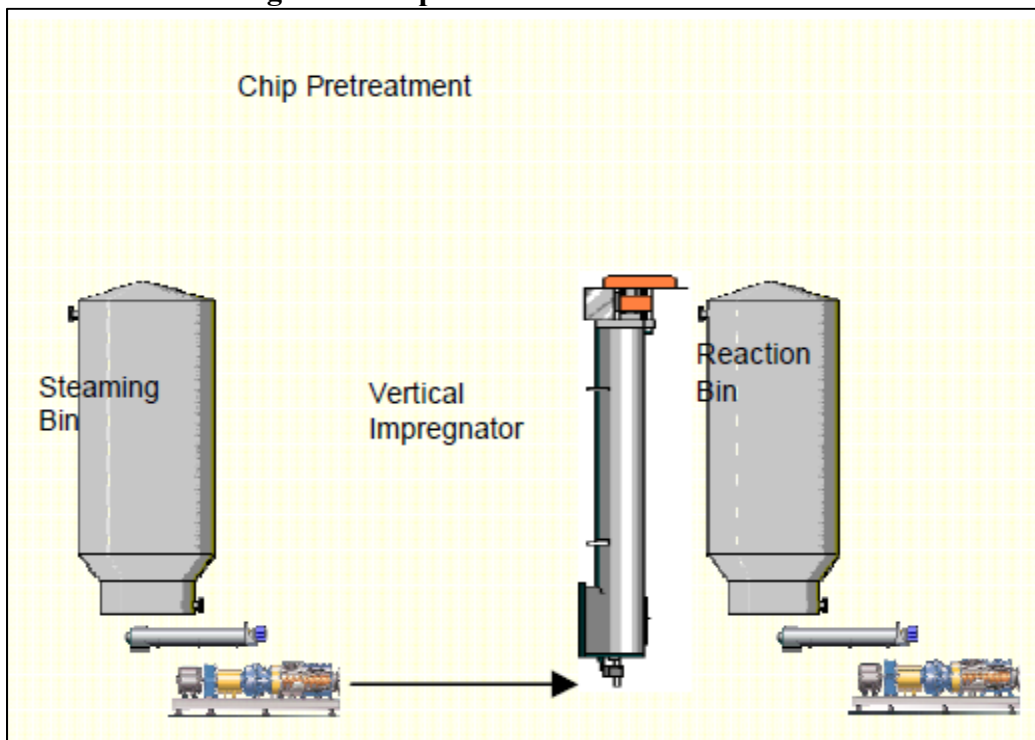 Chip Pretreatment
Steaming
Bin
Vertical
Impregnator
Reaction
Bin